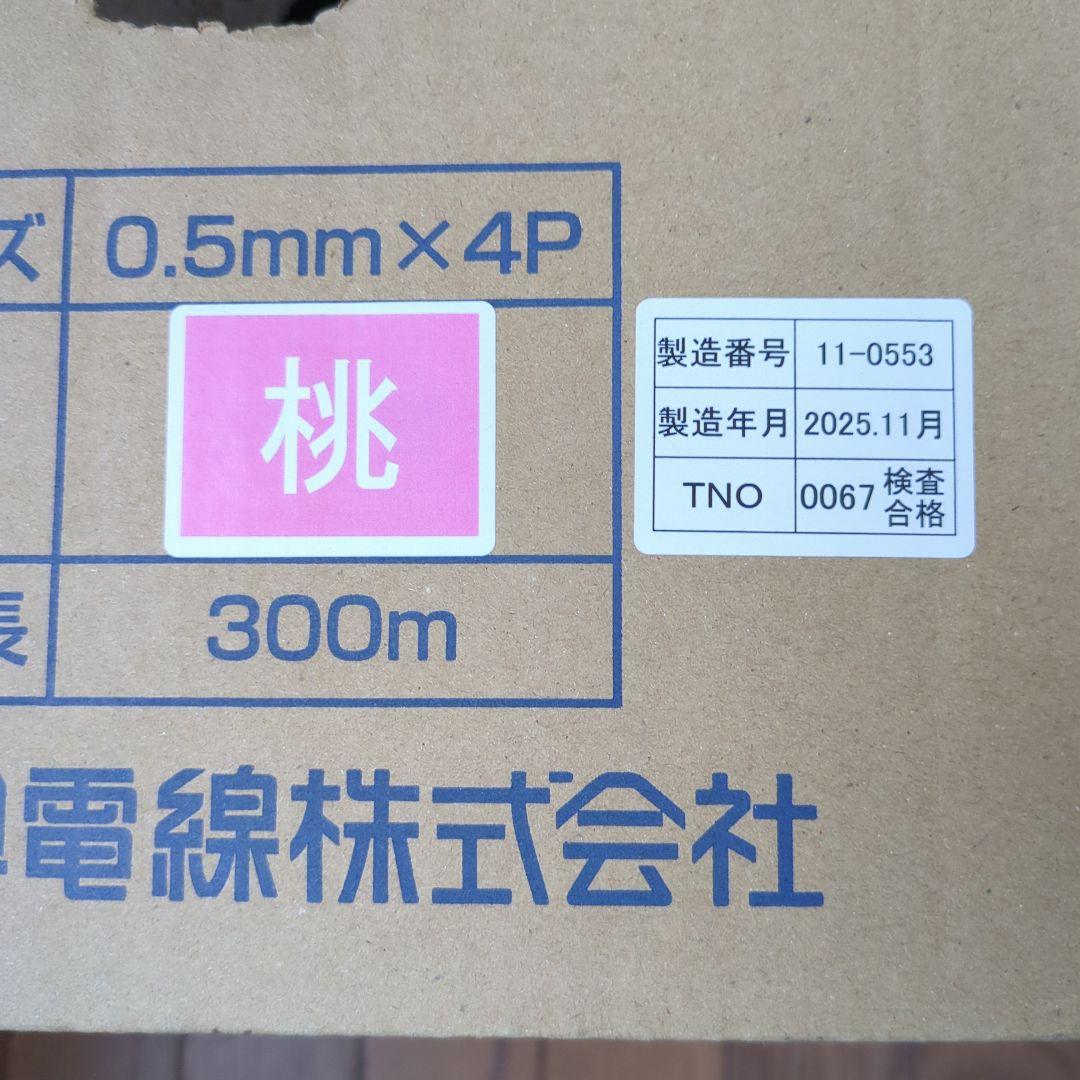 ズ 0.5mm×4P
桃
製造番号 11-0553
製造年月 2025.11月
TNO 0067 検査合格
長 300m
電線株式会社